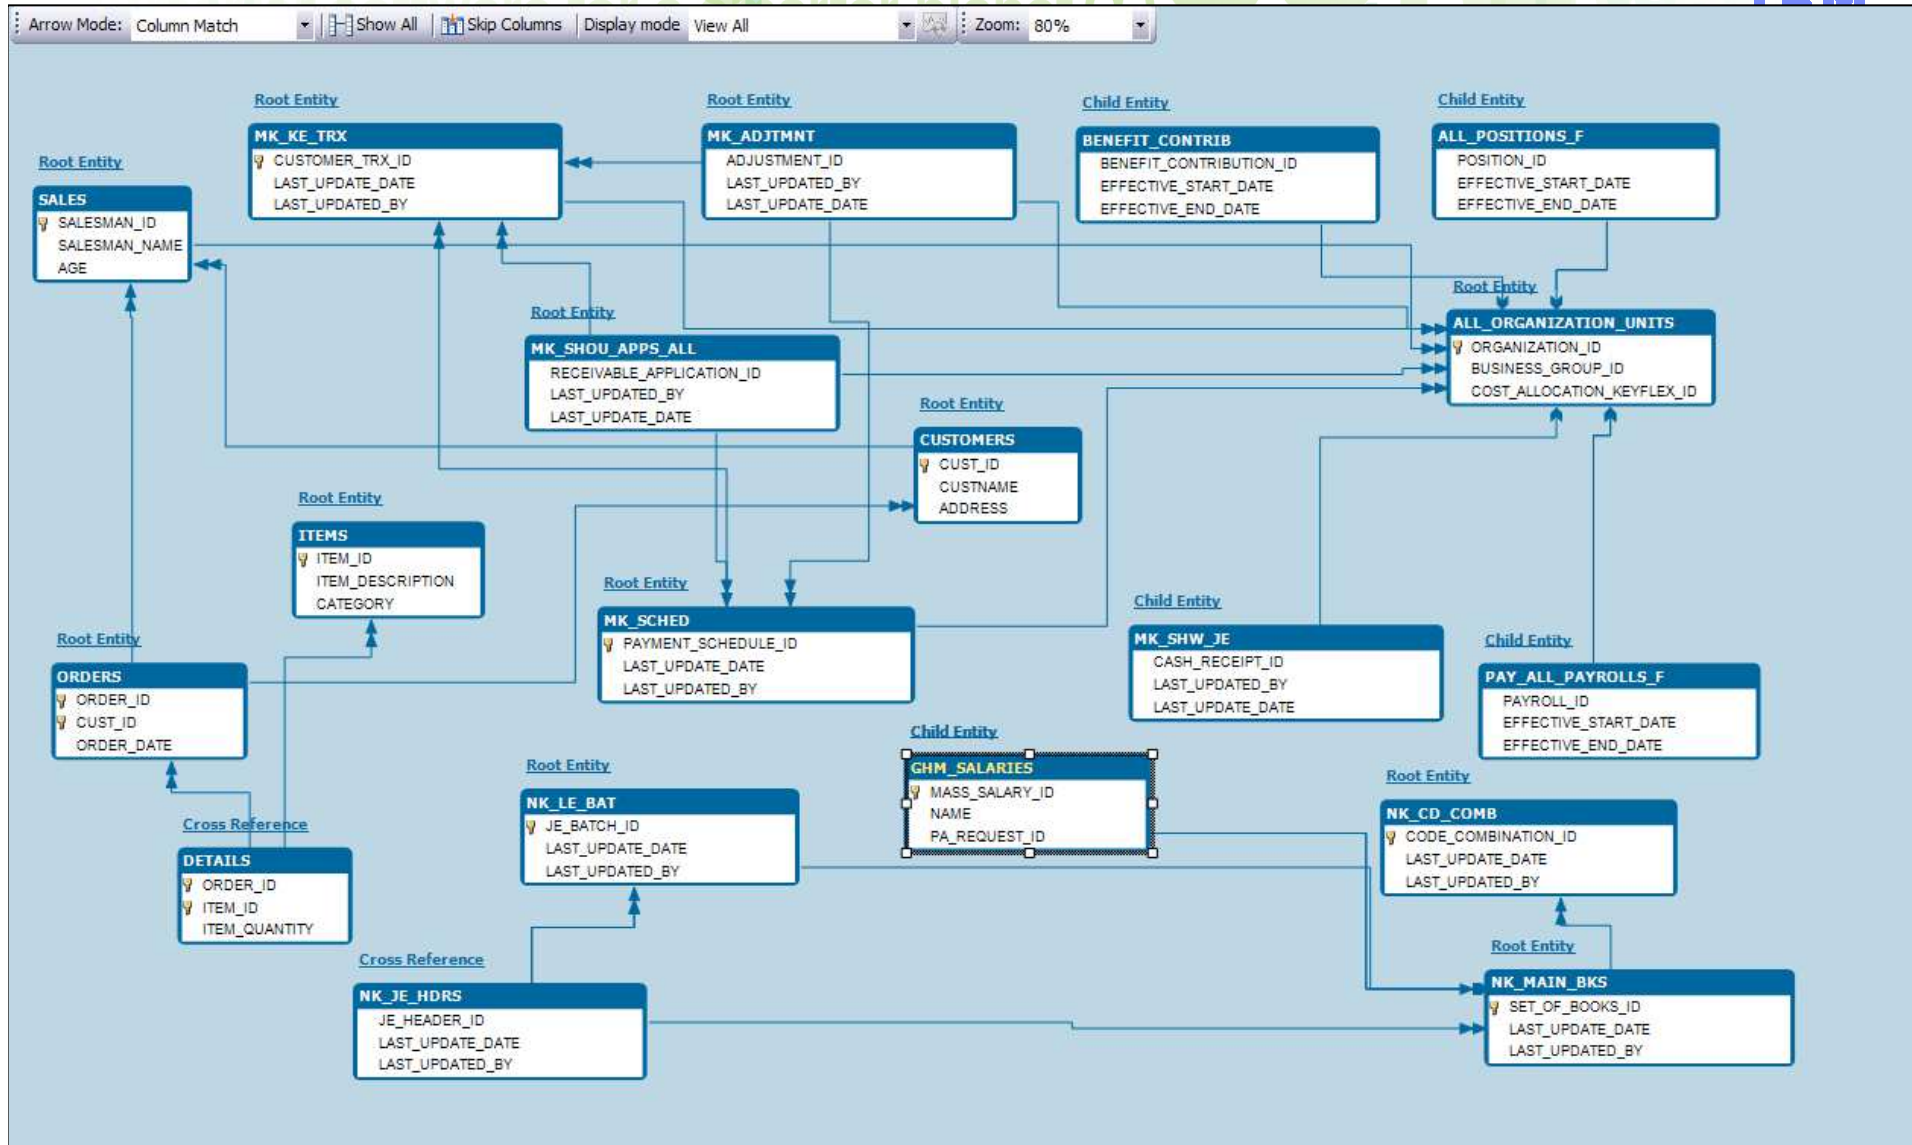 Arrow Mode: Column Match Show All Skip Columns Display mode View All Zoom: 80%
Root Entity
MK_KE_TRX
CUSTOMER_TRX_ID
LAST_UPDATE_DATE
LAST_UPDATED_BY
Root Entity
MK_ADJTMNT
ADJUSTMENT_ID
LAST_UPDATED_BY
LAST_UPDATE_DATE
Child Entity
BENEFIT_CONTRIB
BENEFIT_CONTRIBUTION_ID
EFFECTIVE_START_DATE
EFFECTIVE_END_DATE
Child Entity
ALL_POSITIONS_F
POSITION_ID
EFFECTIVE_START_DATE
EFFECTIVE_END_DATE
Root Entity
SALES
SALESMAN_ID
SALESMAN_NAME
AGE
Root Entity
ALL_ORGANIZATION_UNITS
ORGANIZATION_ID
BUSINESS_GROUP_ID
COST_ALLOCATION_KEYFLEX_ID
Root Entity
MK_SHOU_APPS_ALL
RECEIVABLE_APPLICATION_ID
LAST_UPDATED_BY
LAST_UPDATE_DATE
Root Entity
CUSTOMERS
CUST_ID
CUSTNAME
ADDRESS
Root Entity
ITEMS
ITEM_ID
ITEM_DESCRIPTION
CATEGORY
Root Entity
MK_SCHED
PAYMENT_SCHEDULE_ID
LAST_UPDATE_DATE
LAST_UPDATED_BY
Child Entity
MK_SHW_JE
CASH_RECEIPT_ID
LAST_UPDATED_BY
LAST_UPDATE_DATE
Root Entity
ORDERS
ORDER_ID
CUST_ID
ORDER_DATE
Child Entity
PAY_ALL_PAYROLLS_F
PAYROLL_ID
EFFECTIVE_START_DATE
EFFECTIVE_END_DATE
Child Entity
GHM_SALARIES
MASS_SALARY_ID
NAME
PA_REQUEST_ID
Root Entity
NK_LE_BAT
JE_BATCH_ID
LAST_UPDATE_DATE
LAST_UPDATED_BY
Root Entity
NK_CD_COMB
CODE_COMBINATION_ID
LAST_UPDATE_DATE
LAST_UPDATED_BY
Cross Reference
DETAILS
ORDER_ID
ITEM_ID
ITEM_QUANTITY
Root Entity
NK_MAIN_BKS
SET_OF_BOOKS_ID
LAST_UPDATE_DATE
LAST_UPDATED_BY
Cross Reference
NK_JE_HDRS
JE_HEADER_ID
LAST_UPDATE_DATE
LAST_UPDATED_BY